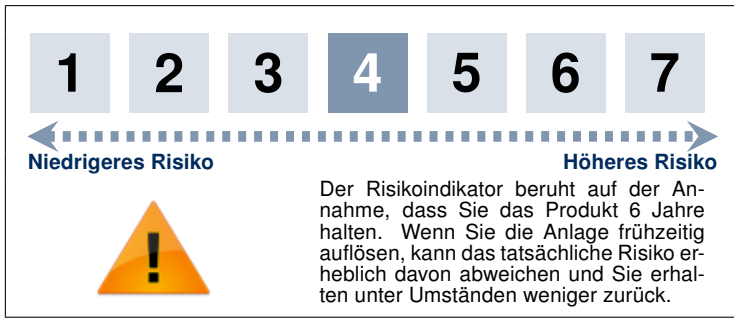 1 2 3 4 5 6 7
Niedrigeres Risiko Höheres Risiko
Der Risikoindikator beruht auf der An-
nahme, dass Sie das Produkt 6 Jahre
halten. Wenn Sie die Anlage frühzeitig
auflösen, kann das tatsächliche Risiko er-
heblich davon abweichen und Sie erhal-
ten unter Umständen weniger zurück.
!